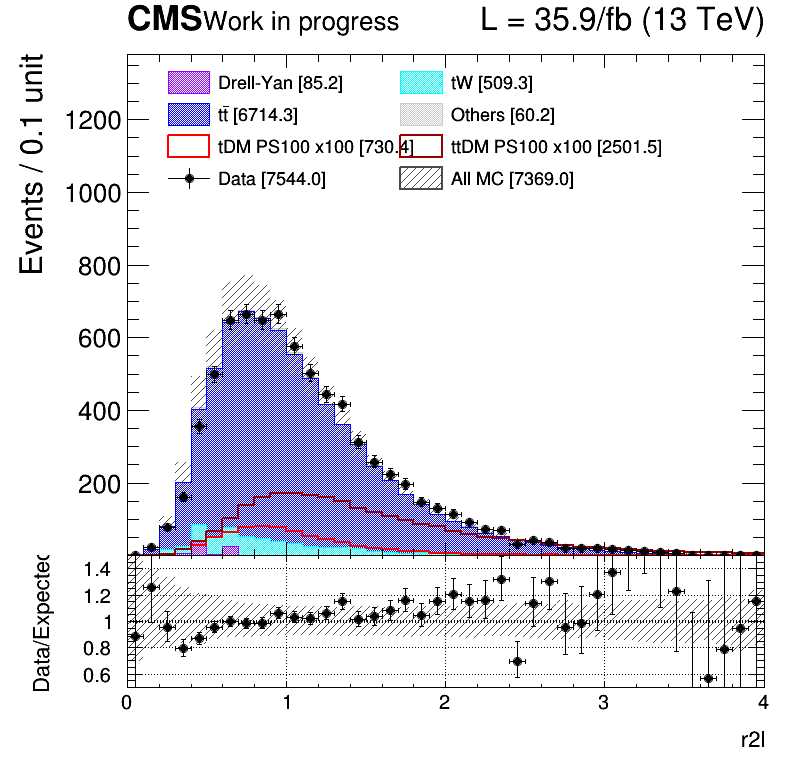 CMS Work in progress L = 35.9/fb (13 TeV)
Events / 0.1 unit
Drell-Yan [85.2] tW [509.3]
tt̄ [6714.3] Others [60.2]
tDM PS100 x100 [730.4] ttDM PS100 x100 [2501.5]
Data [7544.0] All MC [7369.0]
1200
1000
800
600
400
200
Data/Expected
1.4
1.2
1
0.8
0.6
0 1 2 3 4
r2l